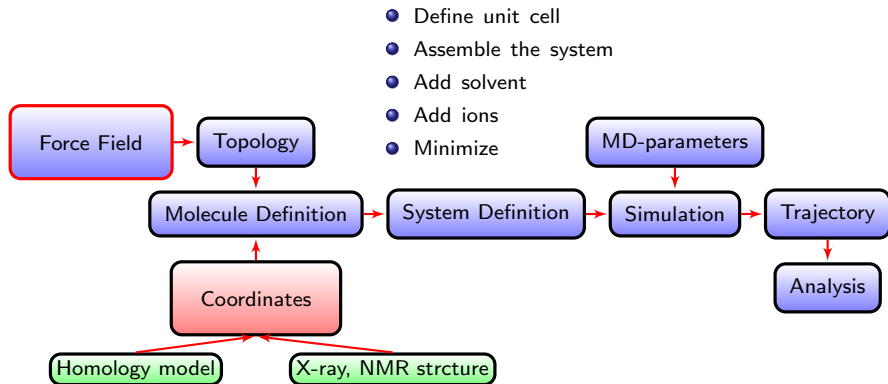 Define unit cell
Assemble the system
Add solvent
Add ions
Minimize
Force Field
Topology
MD-parameters
Molecule Definition
System Definition
Simulation
Trajectory
Coordinates
Analysis
Homology model
X-ray, NMR strcture